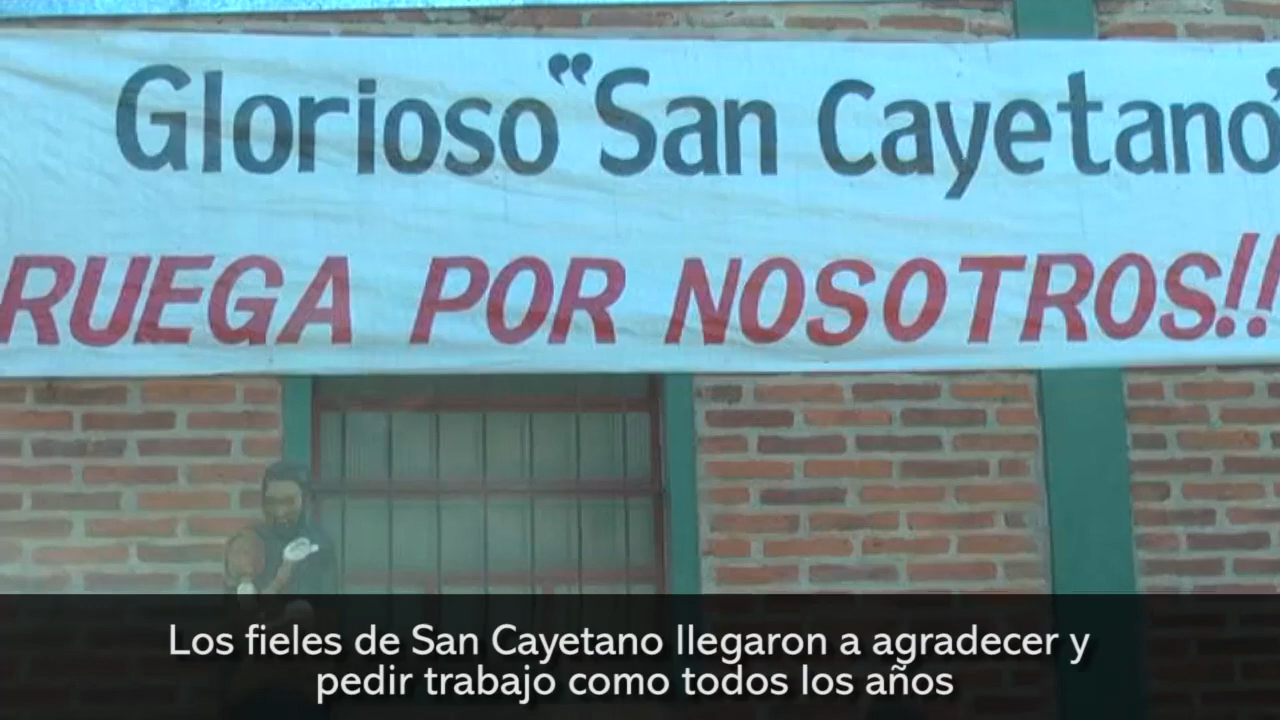 Glorioso "San Cayetano"
RUEGA POR NOSOTROS!!
Los fieles de San Cayetano llegaron a agradecer y
pedir trabajo como todos los años